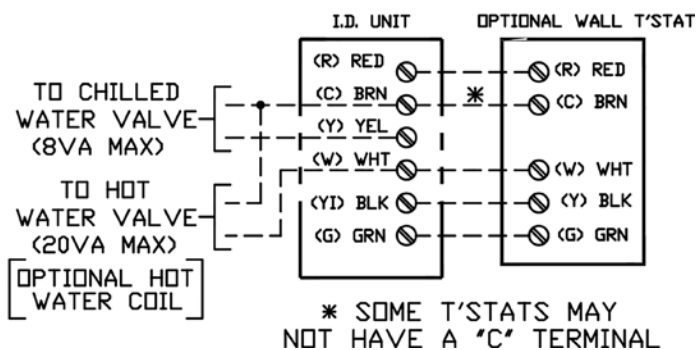 I.D. UNIT
OPTIONAL WALL T'STAT
(R) RED
(C) BRN
(Y) YEL
(W) WHT
(Y1) BLK
(G) GRN
*
(R) RED
(C) BRN
(W) WHT
(Y) BLK
(G) GRN
TO CHILLED
WATER VALVE
(8VA MAX)
TO HOT
WATER VALVE
(20VA MAX)
OPTIONAL HOT
WATER COIL
* SOME T'STATS MAY
NOT HAVE A "C" TERMINAL